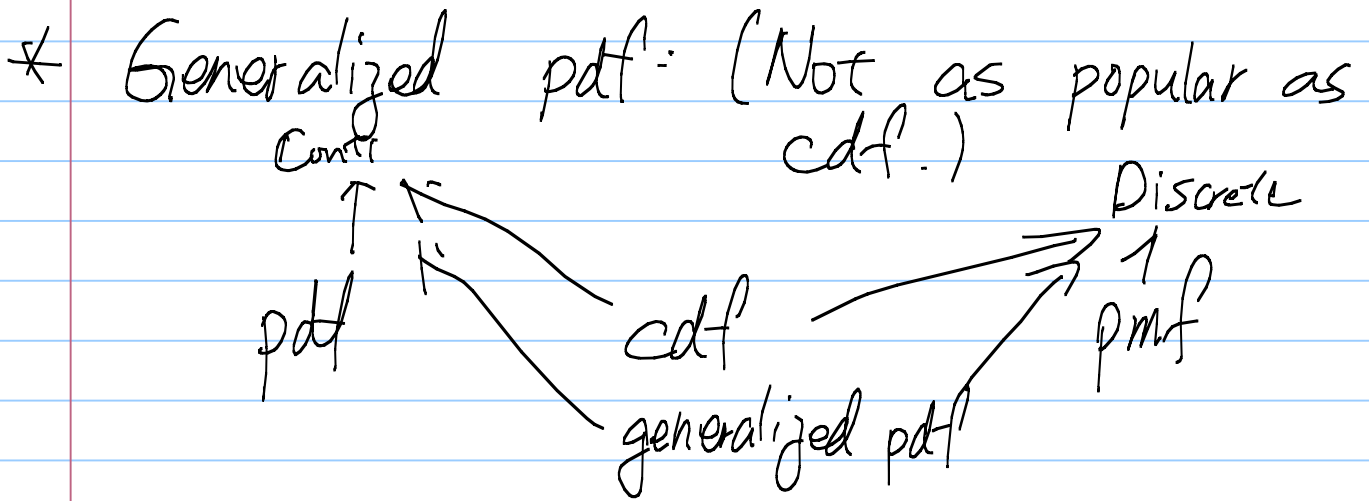 * Generalized pdf: (Not as popular as
cdf.)
Conti
Discrete
pdf
cdf
pmf
generalized pdf